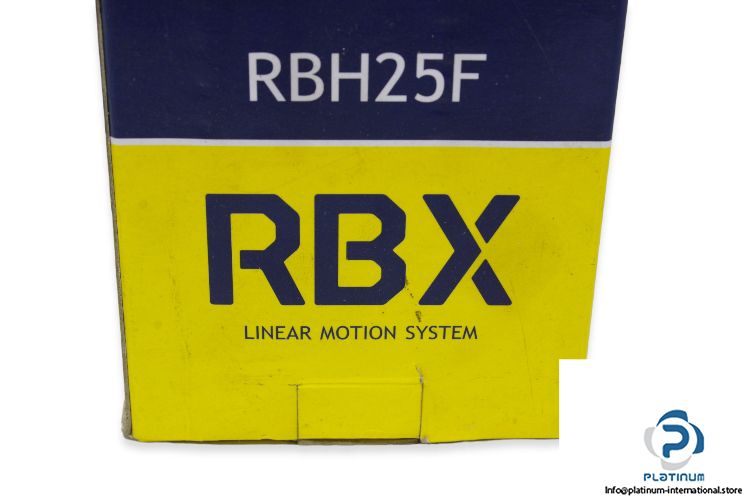 RBH25F
RBX
LINEAR MOTION SYSTEM
PLATINUM
Info@platinum-international.store